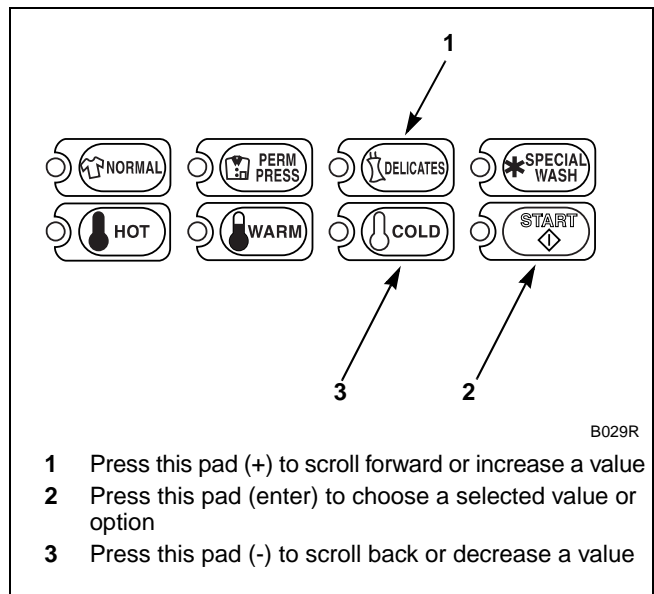 1
NORMAL
PERM
PRESS
DELICATES
SPECIAL
WASH
HOT
WARM
COLD
START
3
2
B029R
1 Press this pad (+) to scroll forward or increase a value
2 Press this pad (enter) to choose a selected value or
option
3 Press this pad (-) to scroll back or decrease a value